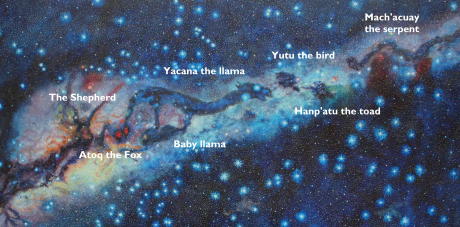 Mach'acuay
the serpent
Yutu the bird
Yacana the llama
The Shepherd
Hanp'atu the toad
Baby llama
Atoq the Fox